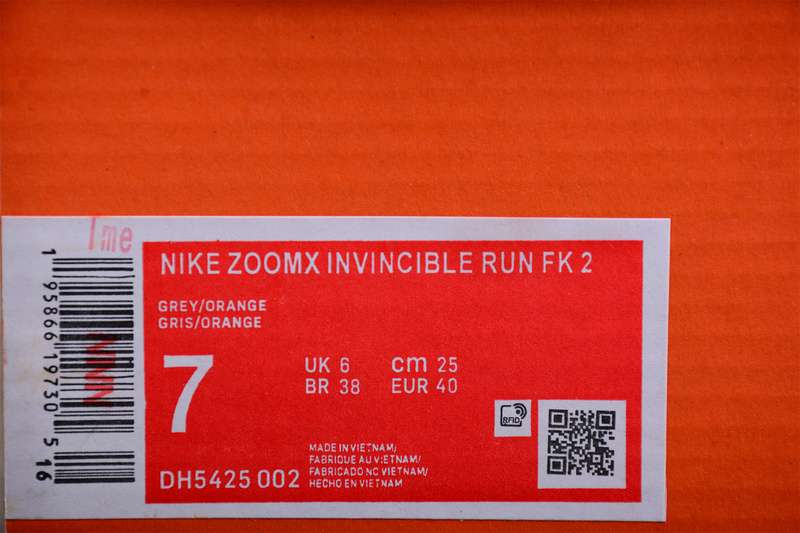 1me
NIKE ZOOMX INVINCIBLE RUN FK 2
GREY/ORANGE
GRIS/ORANGE
7
UK 6 cm 25
BR 38 EUR 40
RFID
MADE IN VIETNAM/
FABRIQUE AU VIETNAM/
FABRICADO NO VIETNAM/
HECHO EN VIETNAM
DH5425 002
1 95866 19730 5 16